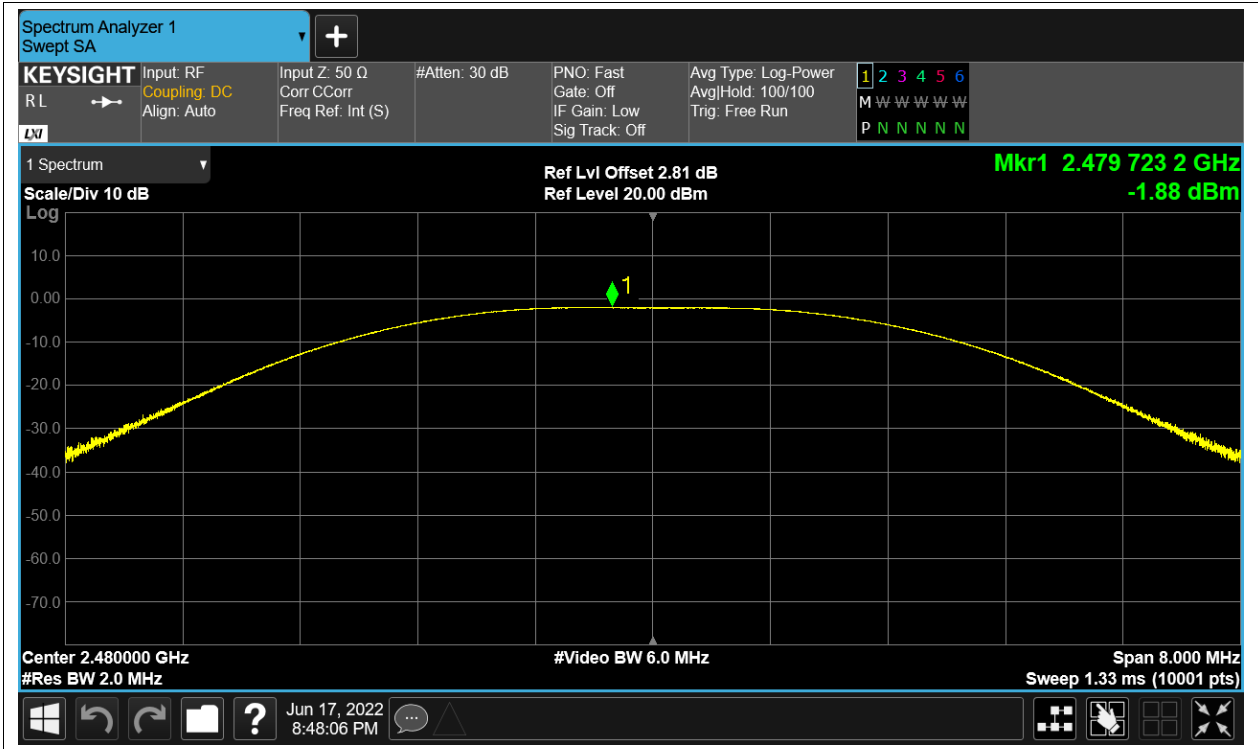 Spectrum Analyzer 1
Swept SA
KEYSIGHT
R L
LXI
Input: RF
Coupling: DC
Align: Auto
Input Z: 50 Ω
Corr CCorr
Freq Ref: Int (S)
#Atten: 30 dB
PNO: Fast
Gate: Off
IF Gain: Low
Sig Track: Off
Avg Type: Log-Power
Avg|Hold: 100/100
Trig: Free Run
1 2 3 4 5 6
M W W W W W W
P N N N N N
1 Spectrum
Scale/Div 10 dB
Log
Ref Lvl Offset 2.81 dB
Ref Level 20.00 dBm
Mkr1 2.479 723 2 GHz
-1.88 dBm
1
10.0
0.00
-10.0
-20.0
-30.0
-40.0
-50.0
-60.0
-70.0
Center 2.480000 GHz
#Video BW 6.0 MHz
Span 8.000 MHz
#Res BW 2.0 MHz
Sweep 1.33 ms (10001 pts)
?
Jun 17, 2022
8:48:06 PM